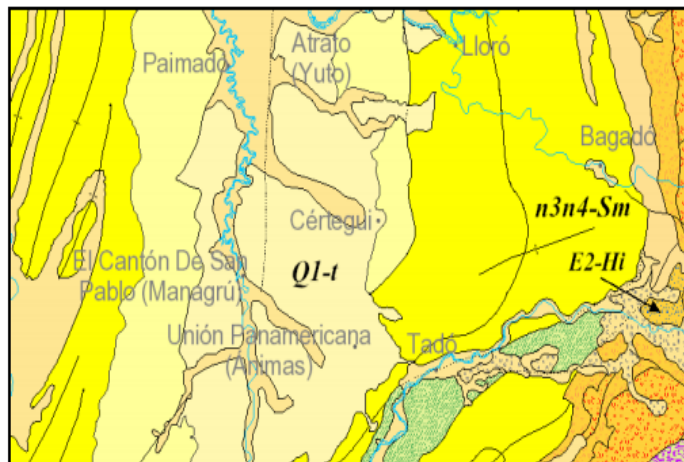 Atrato
(Yuto)
Lloró
Paimadó
Bagadó
n3n4-Sm
Cértegui
E2-Hi
El Cantón De San
Pablo (Managrú)
Q1-t
Unión Panamericana
(Ánimas)
Tadó